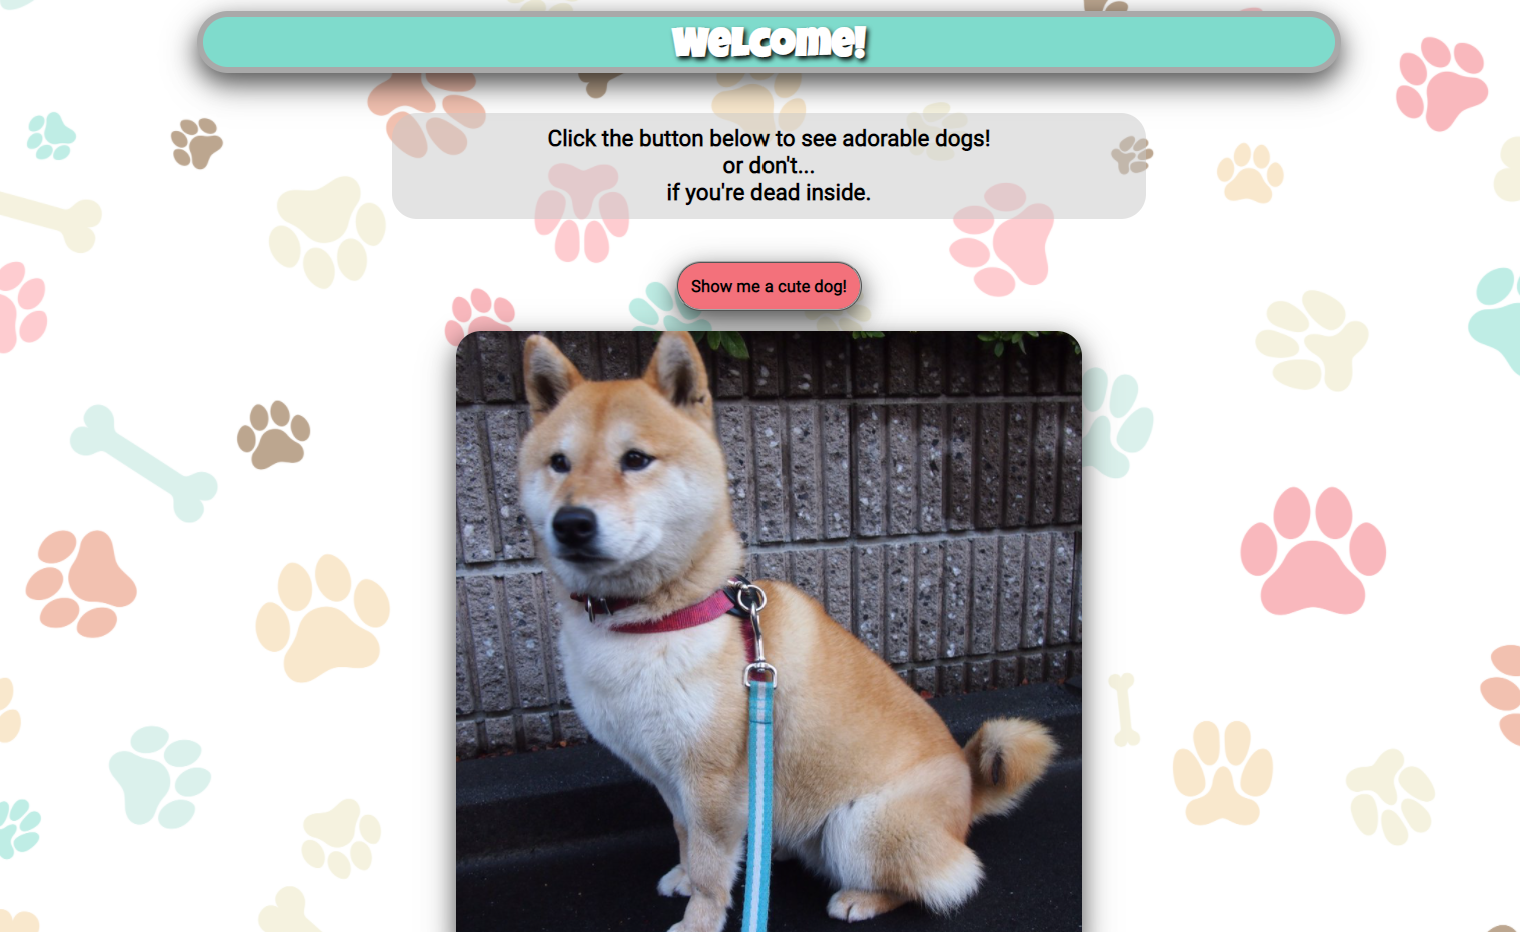 Welcome!
Click the button below to see adorable dogs!
or don't...
if you're dead inside.
Show me a cute dog!